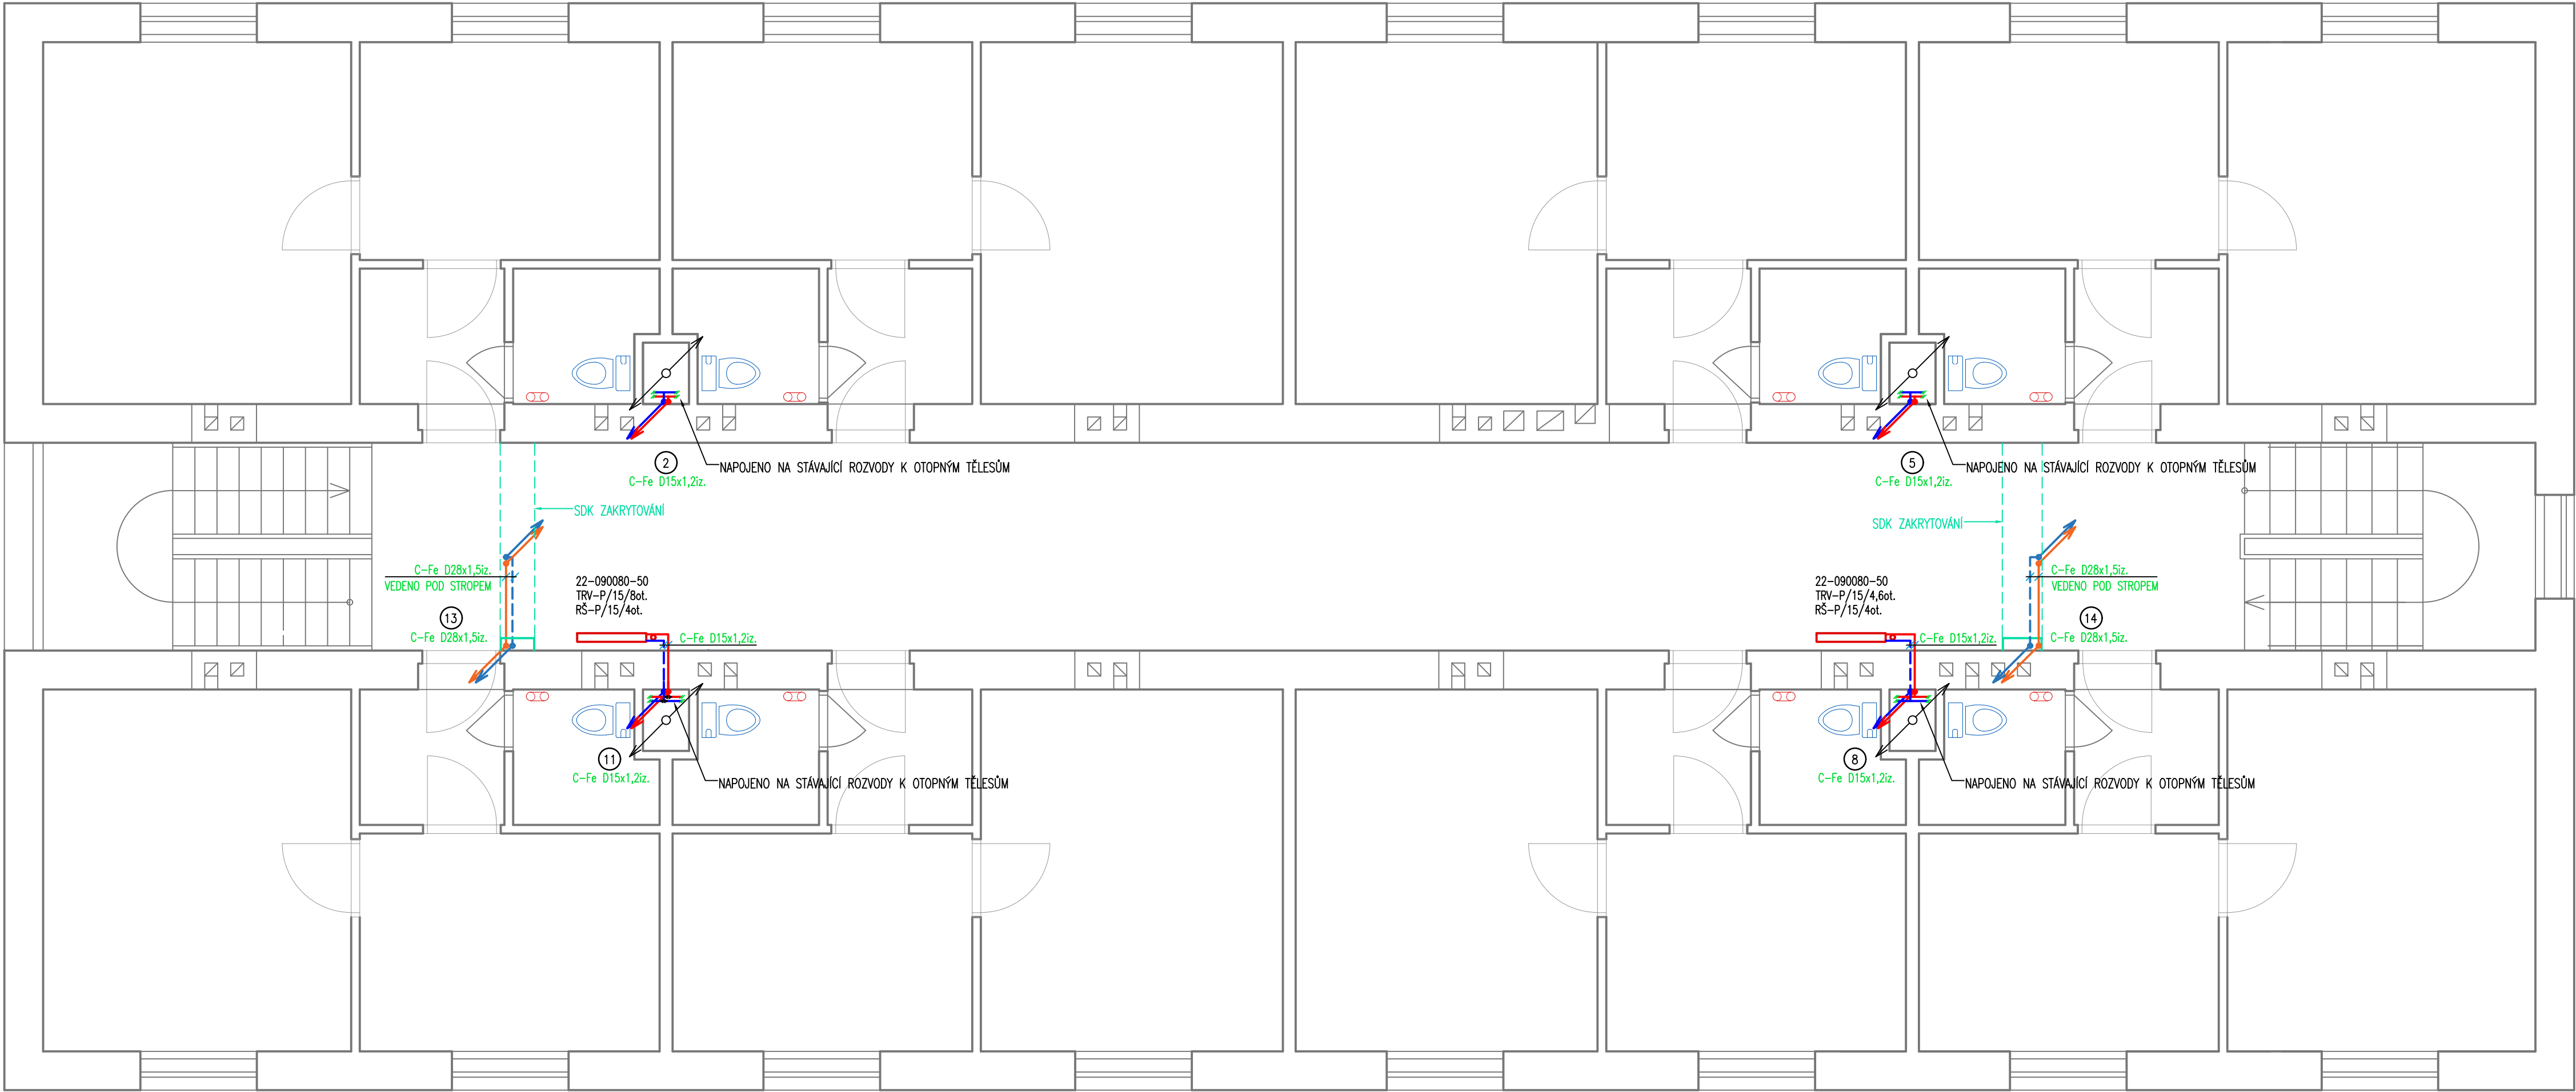 2
C-Fe D15x1,2iz.
NAPOJENO NA STÁVAJÍCÍ ROZVODY K OTOPNÝM TĚLESŮM
5
C-Fe D15x1,2iz.
NAPOJENO NA STÁVAJÍCÍ ROZVODY K OTOPNÝM TĚLESŮM
SDK ZAKRYTOVÁNÍ
SDK ZAKRYTOVÁNÍ
C-Fe D28x1,5iz.
VEDENO POD STROPEM
13
C-Fe D28x1,5iz.
22-090080-50
TRV-P/15/8ot.
RŠ-P/15/4ot.
C-Fe D15x1,2iz.
22-090080-50
TRV-P/15/4,6ot.
RŠ-P/15/4ot.
C-Fe D15x1,2iz.
C-Fe D28x1,5iz.
VEDENO POD STROPEM
14
C-Fe D28x1,5iz.
11
C-Fe D15x1,2iz.
NAPOJENO NA STÁVAJÍCÍ ROZVODY K OTOPNÝM TĚLESŮM
8
C-Fe D15x1,2iz.
NAPOJENO NA STÁVAJÍCÍ ROZVODY K OTOPNÝM TĚLESŮM